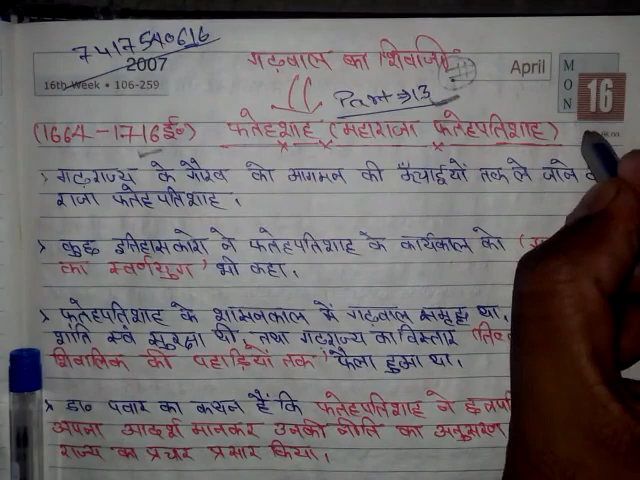 7417540616
2007
16th Week • 106-259
गढ़वाल का शिवाजी
April
MON
16
Part → 13
(1664-1716ई०) फतेहशाह (महाराजा फतेहपतिशाह)
गढ़राज्य के गौरव को आगमन की ऊँचाईयों तक ले जाने
राजा फतेहपतिशाह।
कुछ इतिहासकारों ने फतेहपतिशाह के कार्यकाल को
का स्वर्णयुग' भी कहा।
फतेहपतिशाह के शासनकाल में गढ़वाल समृद्ध था,
शांति एवं सुरक्षा थी, तथा गढ़राज्य का विस्तार
शिवालिक की पहाड़ियों तक' फैला हुआ था।
डा० पवार का कथन है कि फतेहपतिशाह ने
अपना आदर्श मानकर उनकी नीति का अनुसरण
राज्य का प्रचार प्रसार किया।